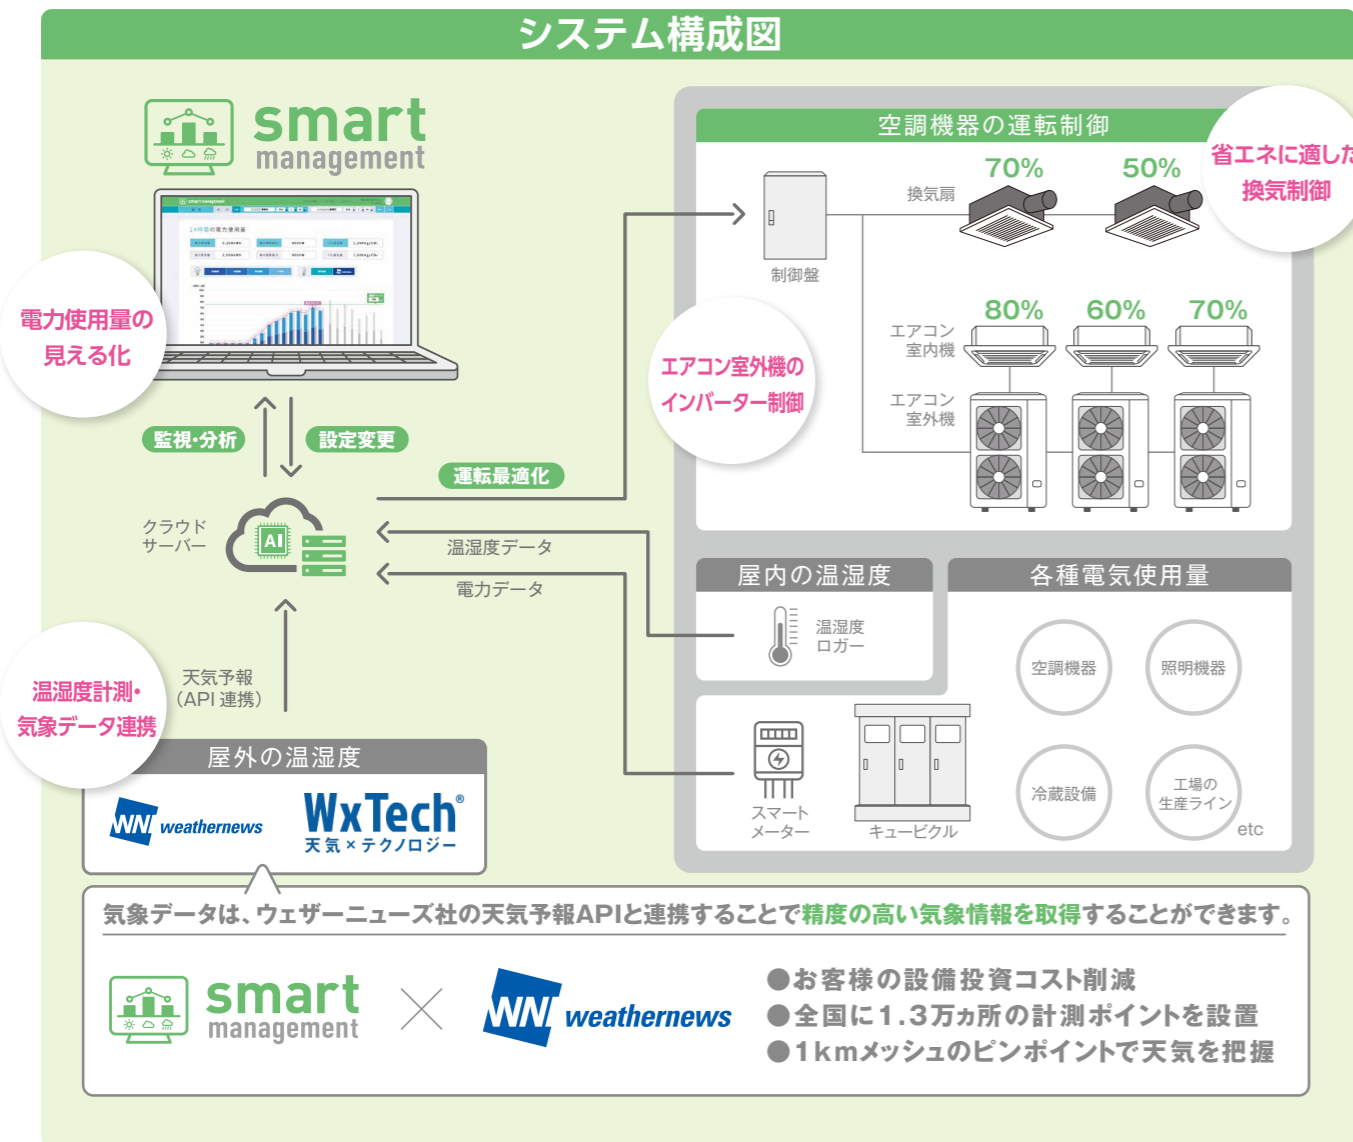 システム構成図
smart
management
smart management
24時間の電力使用量
電力使用量の
見える化
監視・分析
設定変更
クラウド
サーバー
AI
運転最適化
温湿度データ
電力データ
天気予報
（API 連携）
温湿度計測・
気象データ連携
屋外の温湿度
WNI weathernews
WxTech®
天気×テクノロジー
空調機器の運転制御
省エネに適した
換気制御
制御盤
換気扇
70%
50%
エアコン室外機の
インバーター制御
エアコン
室内機
80%
60%
70%
エアコン
室外機
屋内の温湿度
温湿度
ロガー
各種電気使用量
空調機器
照明機器
冷蔵設備
工場の
生産ライン
etc
スマート
メーター
キュービクル
気象データは、ウェザーニューズ社の天気予報APIと連携することで精度の高い気象情報を取得することができます。
smart
management
WNI weathernews
●お客様の設備投資コスト削減
●全国に1.3万ヵ所の計測ポイントを設置
●1kmメッシュのピンポイントで天気を把握